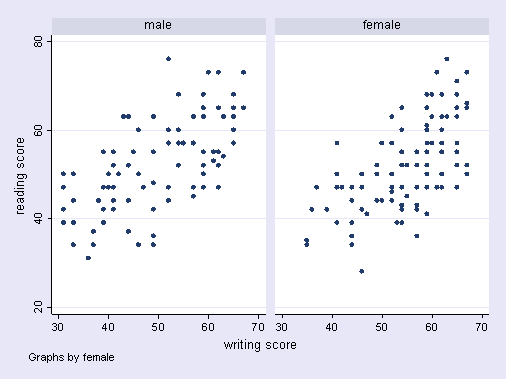 male
female
reading score
80
60
40
20
30 40 50 60 70
30 40 50 60 70
writing score
Graphs by female